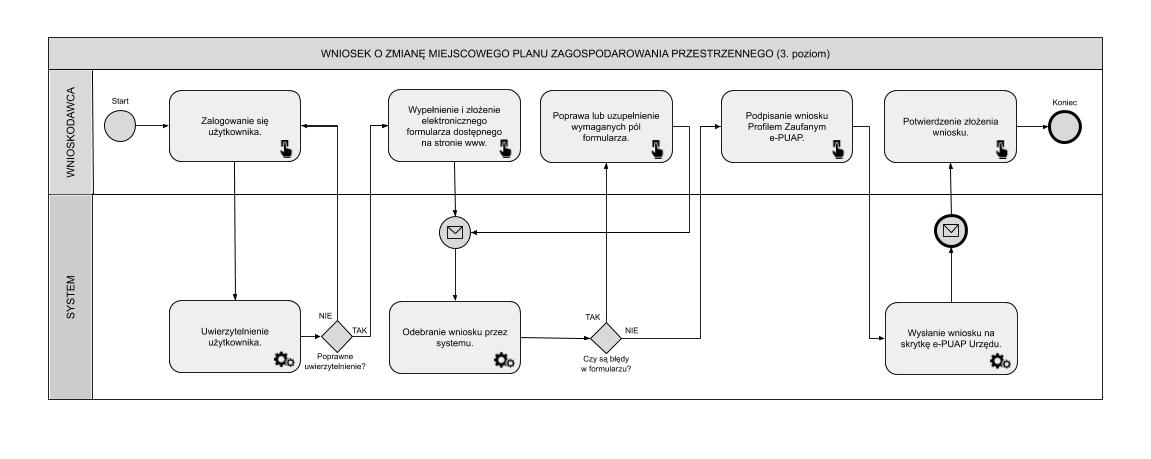 WNIOSEK O ZMIANĘ MIEJSCOWEGO PLANU ZAGOSPODAROWANIA PRZESTRZENNEGO (3. poziom)
WNIOSKODAWCA
Start
Zalogowanie się
użytkownika.
Wypełnienie i złożenie
elektronicznego
formularza dostępnego
na stronie www.
Poprawa lub uzupełnienie
wymaganych pól
formularza.
Podpisanie wniosku
Profilem Zaufanym
e-PUAP.
Potwierdzenie złożenia
wniosku.
Koniec
SYSTEM
Uwierzytelnienie
użytkownika.
NIE
TAK
Poprawne
uwierzytelnienie?
Odebranie wniosku przez
systemu.
TAK
NIE
Czy są błędy
w formularzu?
Wysłanie wniosku na
skrytkę e-PUAP Urzędu.